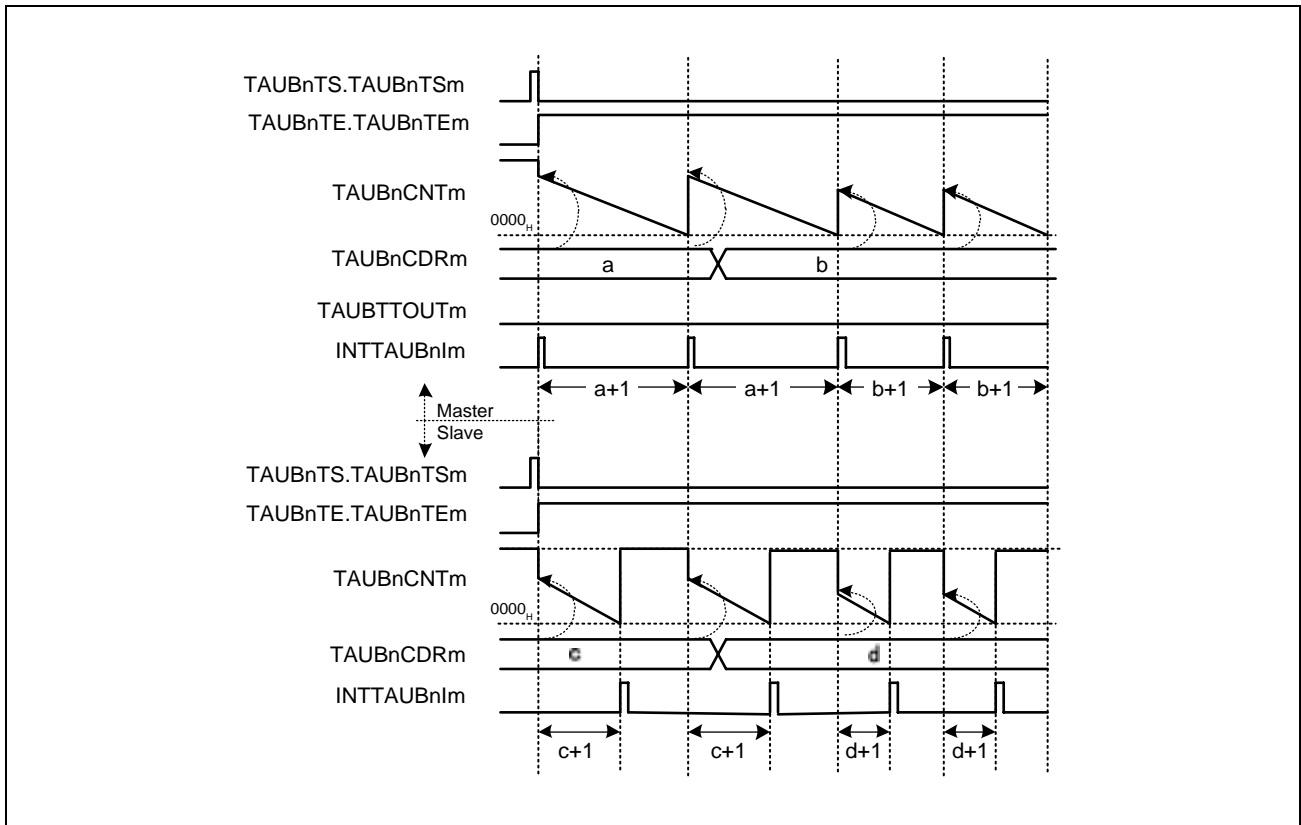 TAUBnTS.TAUBnTSm
TAUBnTE.TAUBnTEm
TAUBnCNTm
0000H
TAUBnCDRm
a
b
TAUBTTOUTm
INTTAUBnIm
a+1
a+1
b+1
b+1
Master
Slave
TAUBnTS.TAUBnTSm
TAUBnTE.TAUBnTEm
TAUBnCNTm
0000H
TAUBnCDRm
c
d
INTTAUBnIm
c+1
c+1
d+1
d+1